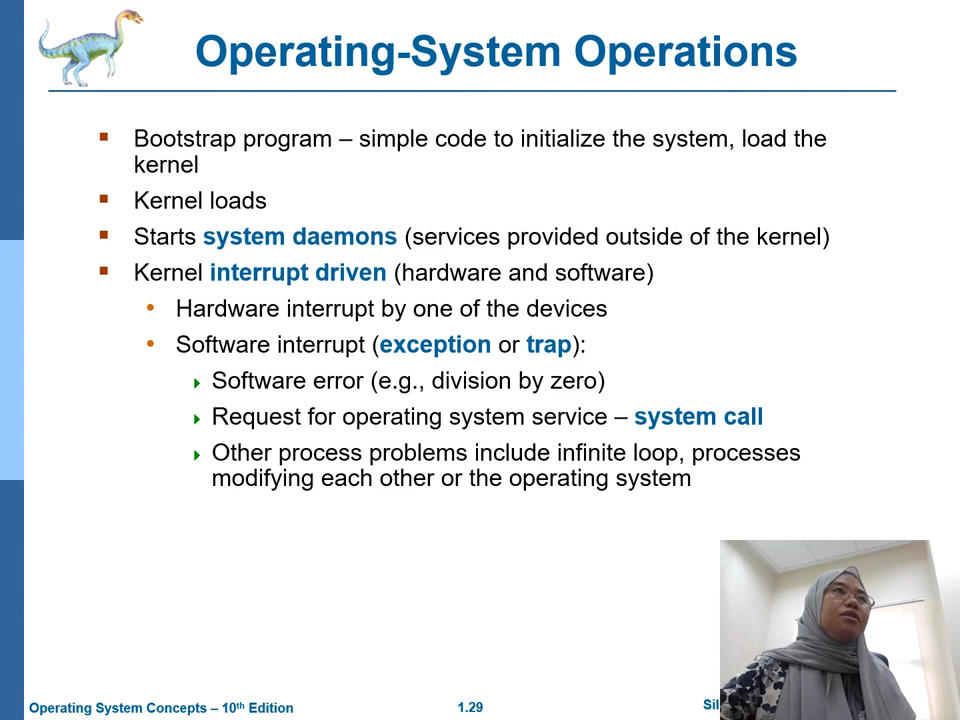 Operating-System Operations
Bootstrap program – simple code to initialize the system, load the
kernel
Kernel loads
Starts system daemons (services provided outside of the kernel)
Kernel interrupt driven (hardware and software)
Hardware interrupt by one of the devices
Software interrupt (exception or trap):
Software error (e.g., division by zero)
Request for operating system service – system call
Other process problems include infinite loop, processes
modifying each other or the operating system
Operating System Concepts – 10th Edition
1.29